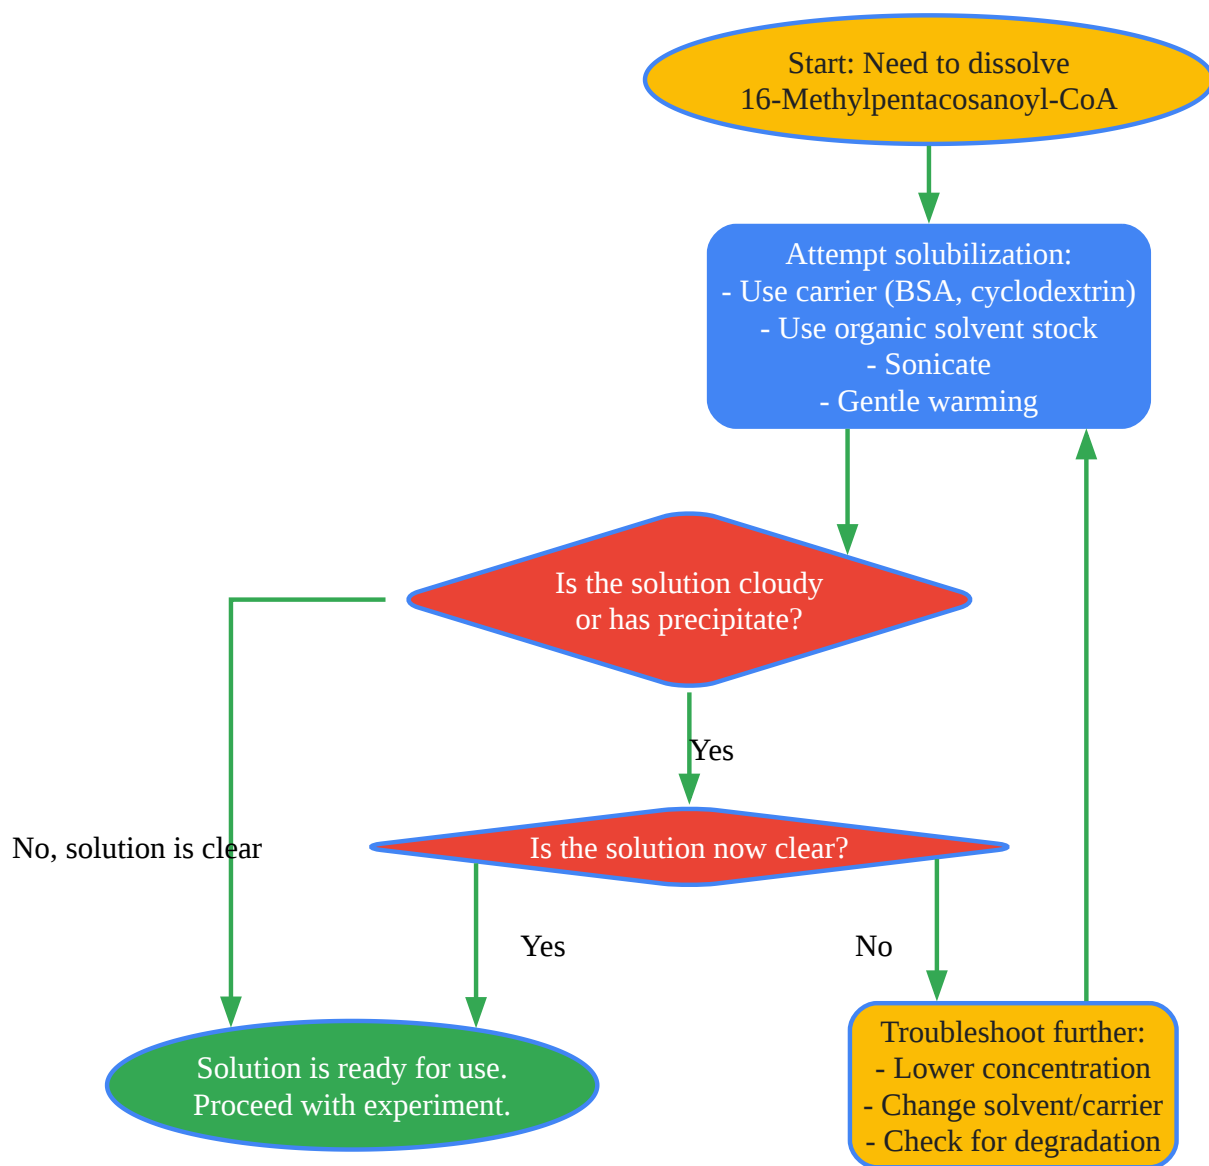 Start: Need to dissolve
16-Methylpentacosanoyl-CoA
Attempt solubilization:
- Use carrier (BSA, cyclodextrin)
- Use organic solvent stock
- Sonicate
- Gentle warming
Is the solution cloudy
or has precipitate?
Yes
No, solution is clear
Is the solution now clear?
Yes
No
Solution is ready for use.
Proceed with experiment.
Troubleshoot further:
- Lower concentration
- Change solvent/carrier
- Check for degradation